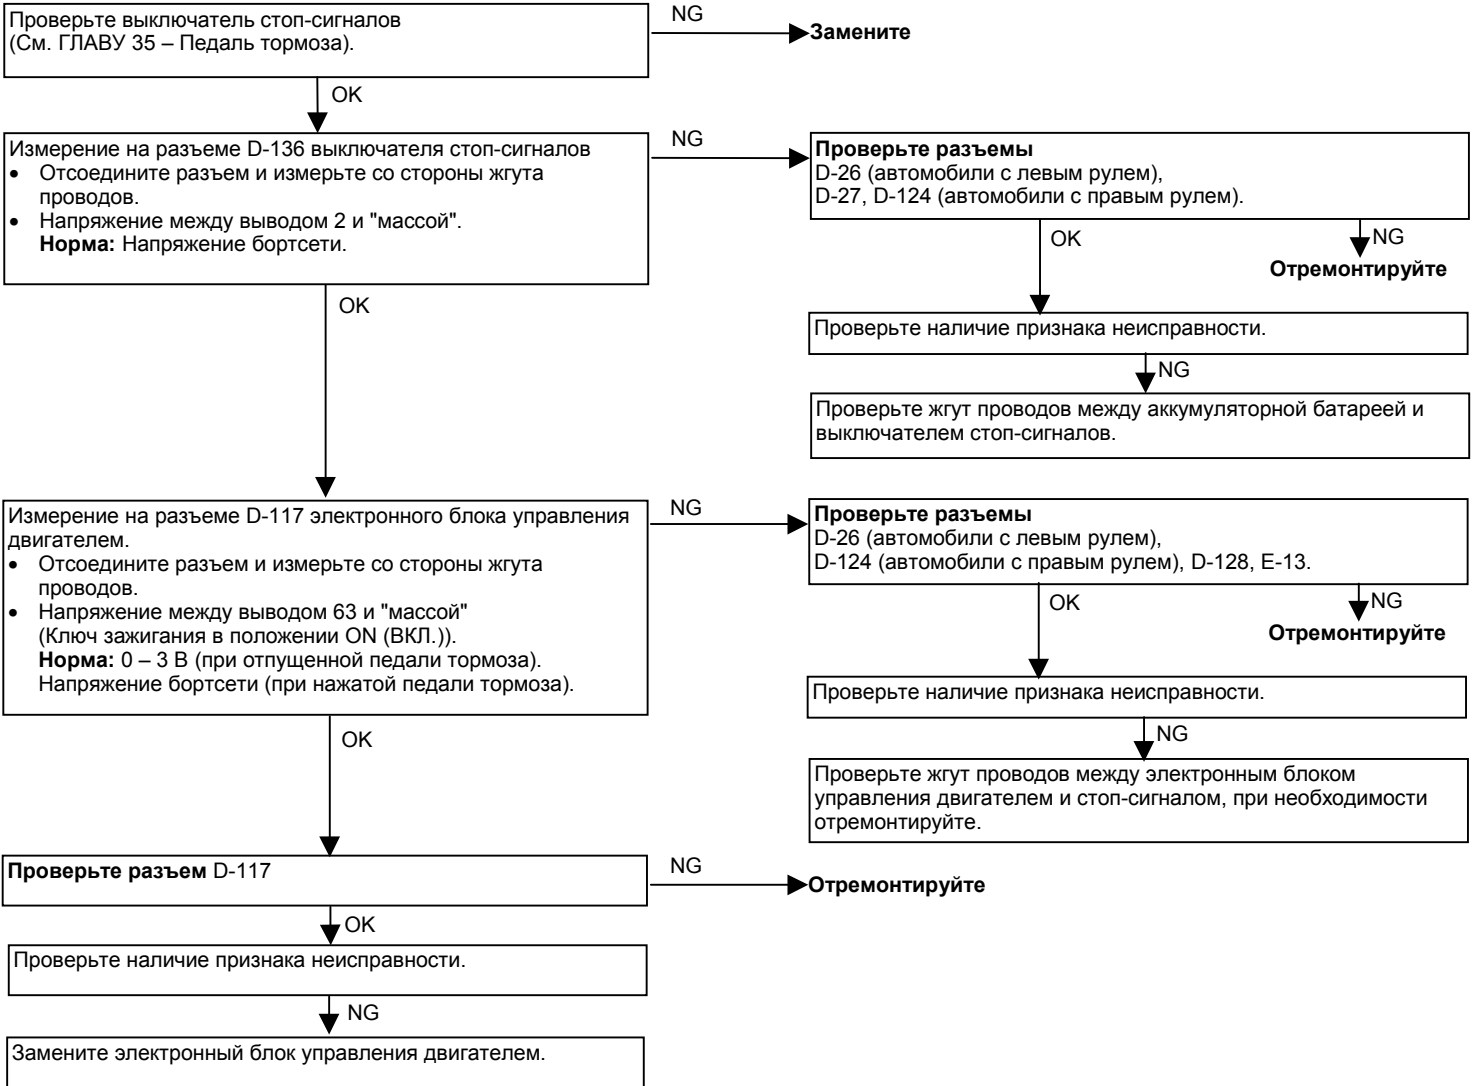 Проверьте выключатель стоп-сигналов
(См. ГЛАВУ 35 – Педаль тормоза).
NG
Замените
OK
Измерение на разъеме D-136 выключателя стоп-сигналов
• Отсоедините разъем и измерьте со стороны жгута
проводов.
• Напряжение между выводом 2 и "массой".
Норма: Напряжение бортсети.
NG
Проверьте разъемы
D-26 (автомобили с левым рулем),
D-27, D-124 (автомобили с правым рулем).
OK
NG
Отремонтируйте
OK
Проверьте наличие признака неисправности.
NG
Проверьте жгут проводов между аккумуляторной батареей и
выключателем стоп-сигналов.
Измерение на разъеме D-117 электронного блока управления
двигателем.
• Отсоедините разъем и измерьте со стороны жгута
проводов.
• Напряжение между выводом 63 и "массой"
(Ключ зажигания в положении ON (ВКЛ.)).
Норма: 0 – 3 В (при отпущенной педали тормоза).
Напряжение бортсети (при нажатой педали тормоза).
NG
Проверьте разъемы
D-26 (автомобили с левым рулем),
D-124 (автомобили с правым рулем), D-128, E-13.
OK
NG
Отремонтируйте
Проверьте наличие признака неисправности.
NG
Проверьте жгут проводов между электронным блоком
управления двигателем и стоп-сигналом, при необходимости
отремонтируйте.
OK
Проверьте разъем D-117
NG
Отремонтируйте
OK
Проверьте наличие признака неисправности.
NG
Замените электронный блок управления двигателем.